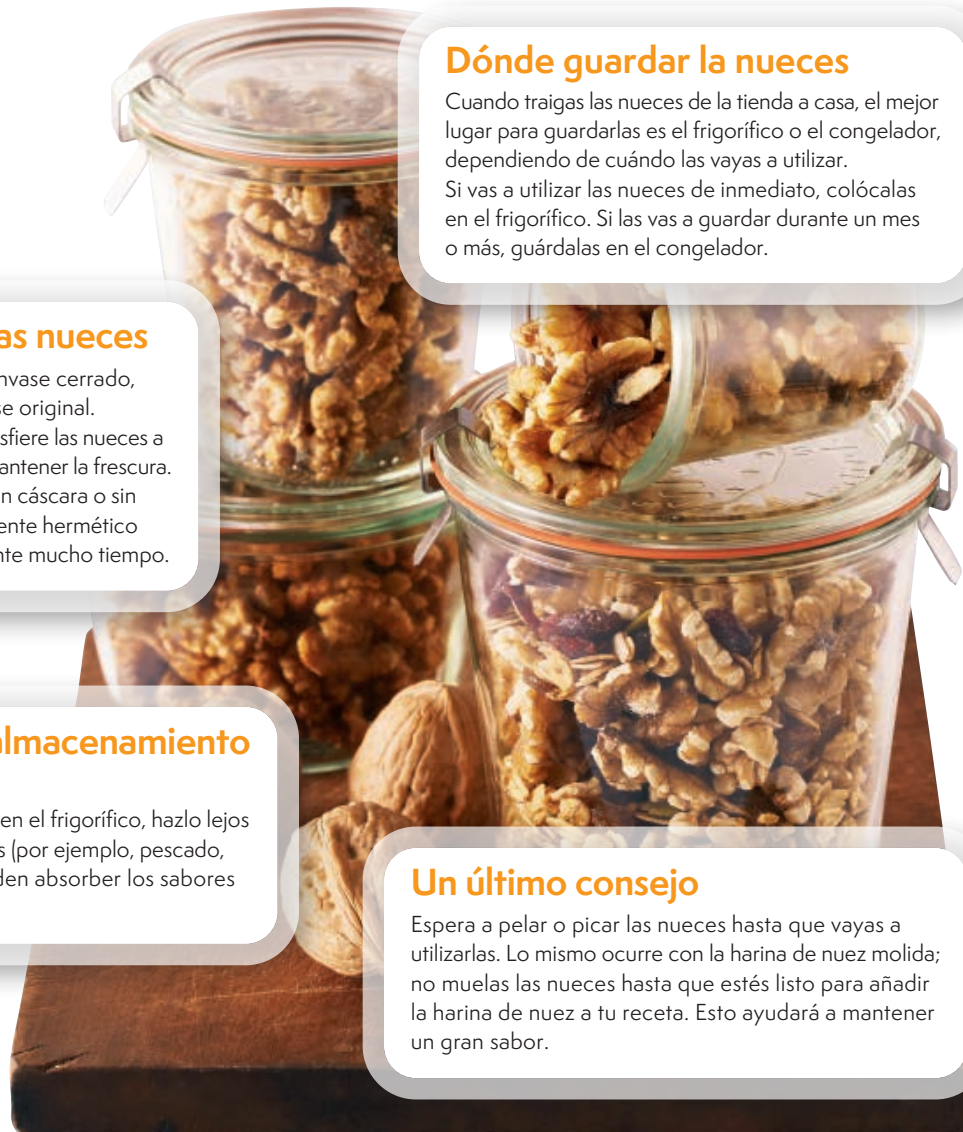 Dónde guardar la nueces
Cuando traigas las nueces de la tienda a casa, el mejor
lugar para guardarlas es el frigorífico o el congelador,
dependiendo de cuándo las vayas a utilizar.
Si vas a utilizar las nueces de inmediato, colócalas
en el frigorífico. Si las vas a guardar durante un mes
o más, guárdalas en el congelador.
as nueces
nvase cerrado,
se original.
sfiere las nueces a
antener la frescura.
n cáscara o sin
ente hermético
nte mucho tiempo.
almacenamiento
en el frigorífico, hazlo lejos
s (por ejemplo, pescado,
den absorber los sabores
Un último consejo
Espera a pelar o picar las nueces hasta que vayas a
utilizarlas. Lo mismo ocurre con la harina de nuez molida;
no muelas las nueces hasta que estés listo para añadir
la harina de nuez a tu receta. Esto ayudará a mantener
un gran sabor.